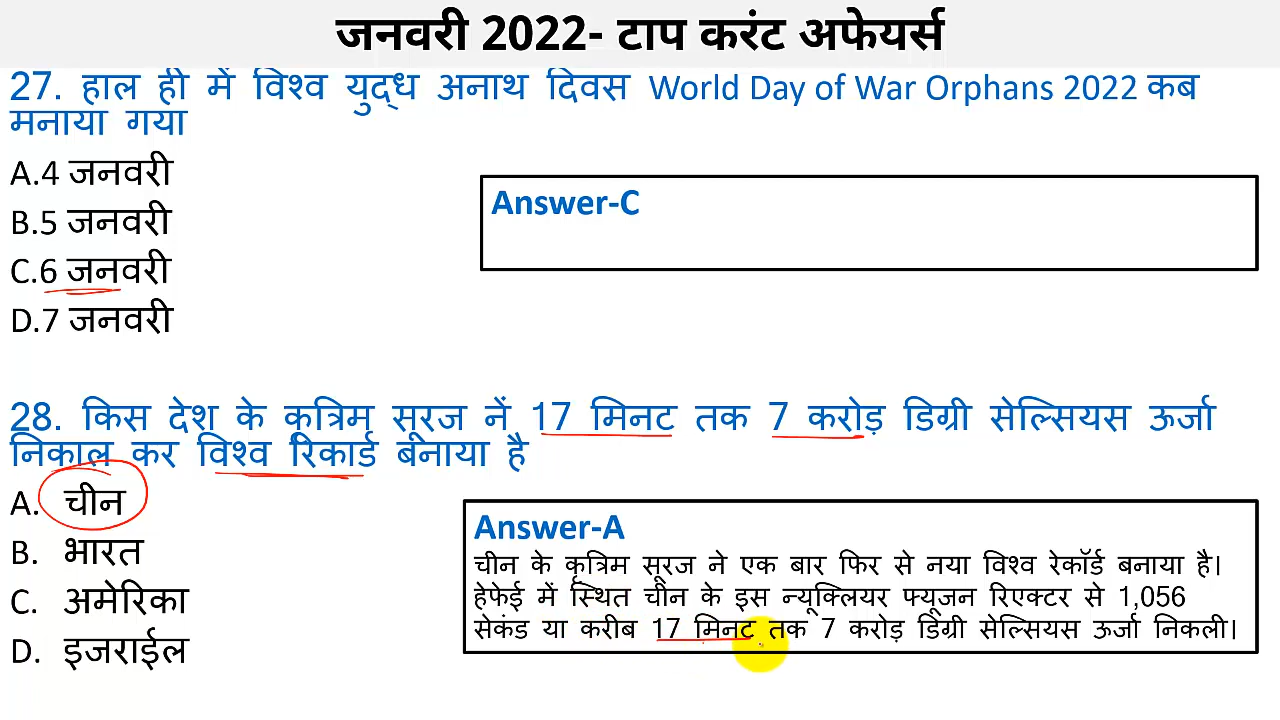 जनवरी 2022- टाप करंट अफेयर्स
27. हाल ही में विश्व युद्ध अनाथ दिवस World Day of War Orphans 2022 कब
मनाया गया
A.4 जनवरी
B.5 जनवरी
C.6 जनवरी
D.7 जनवरी
Answer-C
28. किस देश के कृत्रिम सूरज नें 17 मिनट तक 7 करोड़ डिग्री सेल्सियस ऊर्जा
निकाल कर विश्व रिकार्ड बनाया है
A. चीन
B. भारत
C. अमेरिका
D. इजराईल
Answer-A
चीन के कृत्रिम सूरज ने एक बार फिर से नया विश्व रेकॉर्ड बनाया है।
हेफेई में स्थित चीन के इस न्यूक्लियर फ्यूजन रिएक्टर से 1,056
सेकंड या करीब 17 मिनट तक 7 करोड़ डिग्री सेल्सियस ऊर्जा निकली।